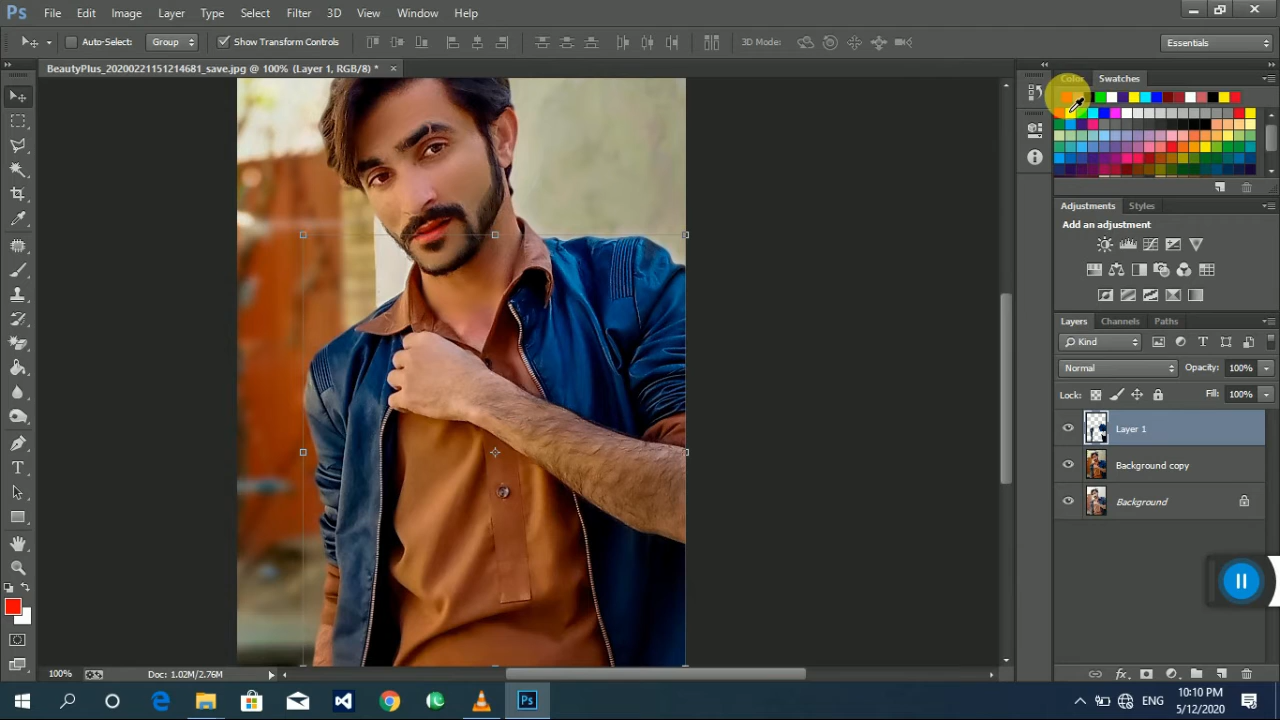 Ps File Edit Image Layer Type Select Filter 3D View Window Help
Auto-Select: Group Show Transform Controls 3D Mode: Essentials
BeautyPlus_20200221151214681_save.jpg @ 100% (Layer 1, RGB/8) *
Color Swatches
Adjustments Styles
Add an adjustment
Layers Channels Paths
Kind
Normal Opacity: 100%
Lock: Fill: 100%
Layer 1
Background copy
Background
100% Doc: 1.02M/2.76M
Ps ENG 10:10 PM
5/12/2020